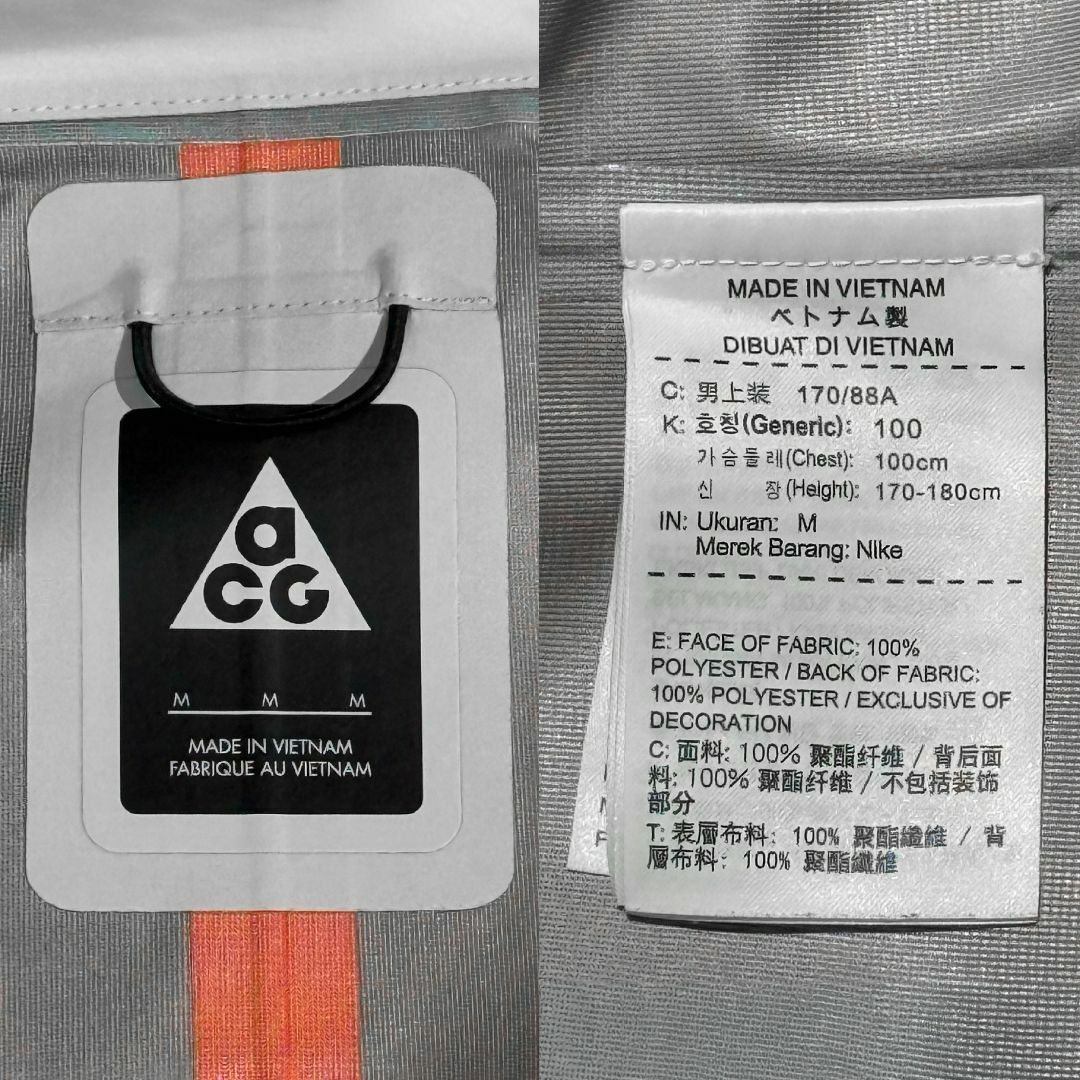 a
CG
M M M
MADE IN VIETNAM
FABRIQUE AU VIETNAM
MADE IN VIETNAM
ベトナム製
DIBUAT DI VIETNAM
C: 男上装 170/88A
K: 호칭(Generic): 100
가슴둘레(Chest): 100cm
신 장(Height): 170-180cm
IN: Ukuran: M
Merek Barang: Nike
E: FACE OF FABRIC: 100%
POLYESTER / BACK OF FABRIC:
100% POLYESTER / EXCLUSIVE OF
DECORATION
C: 面料: 100% 聚酯纤维 / 背后面
料: 100% 聚酯纤维 / 不包括装饰
部分
T: 表層布料: 100% 聚酯纖維 / 背
層布料: 100% 聚酯纖維